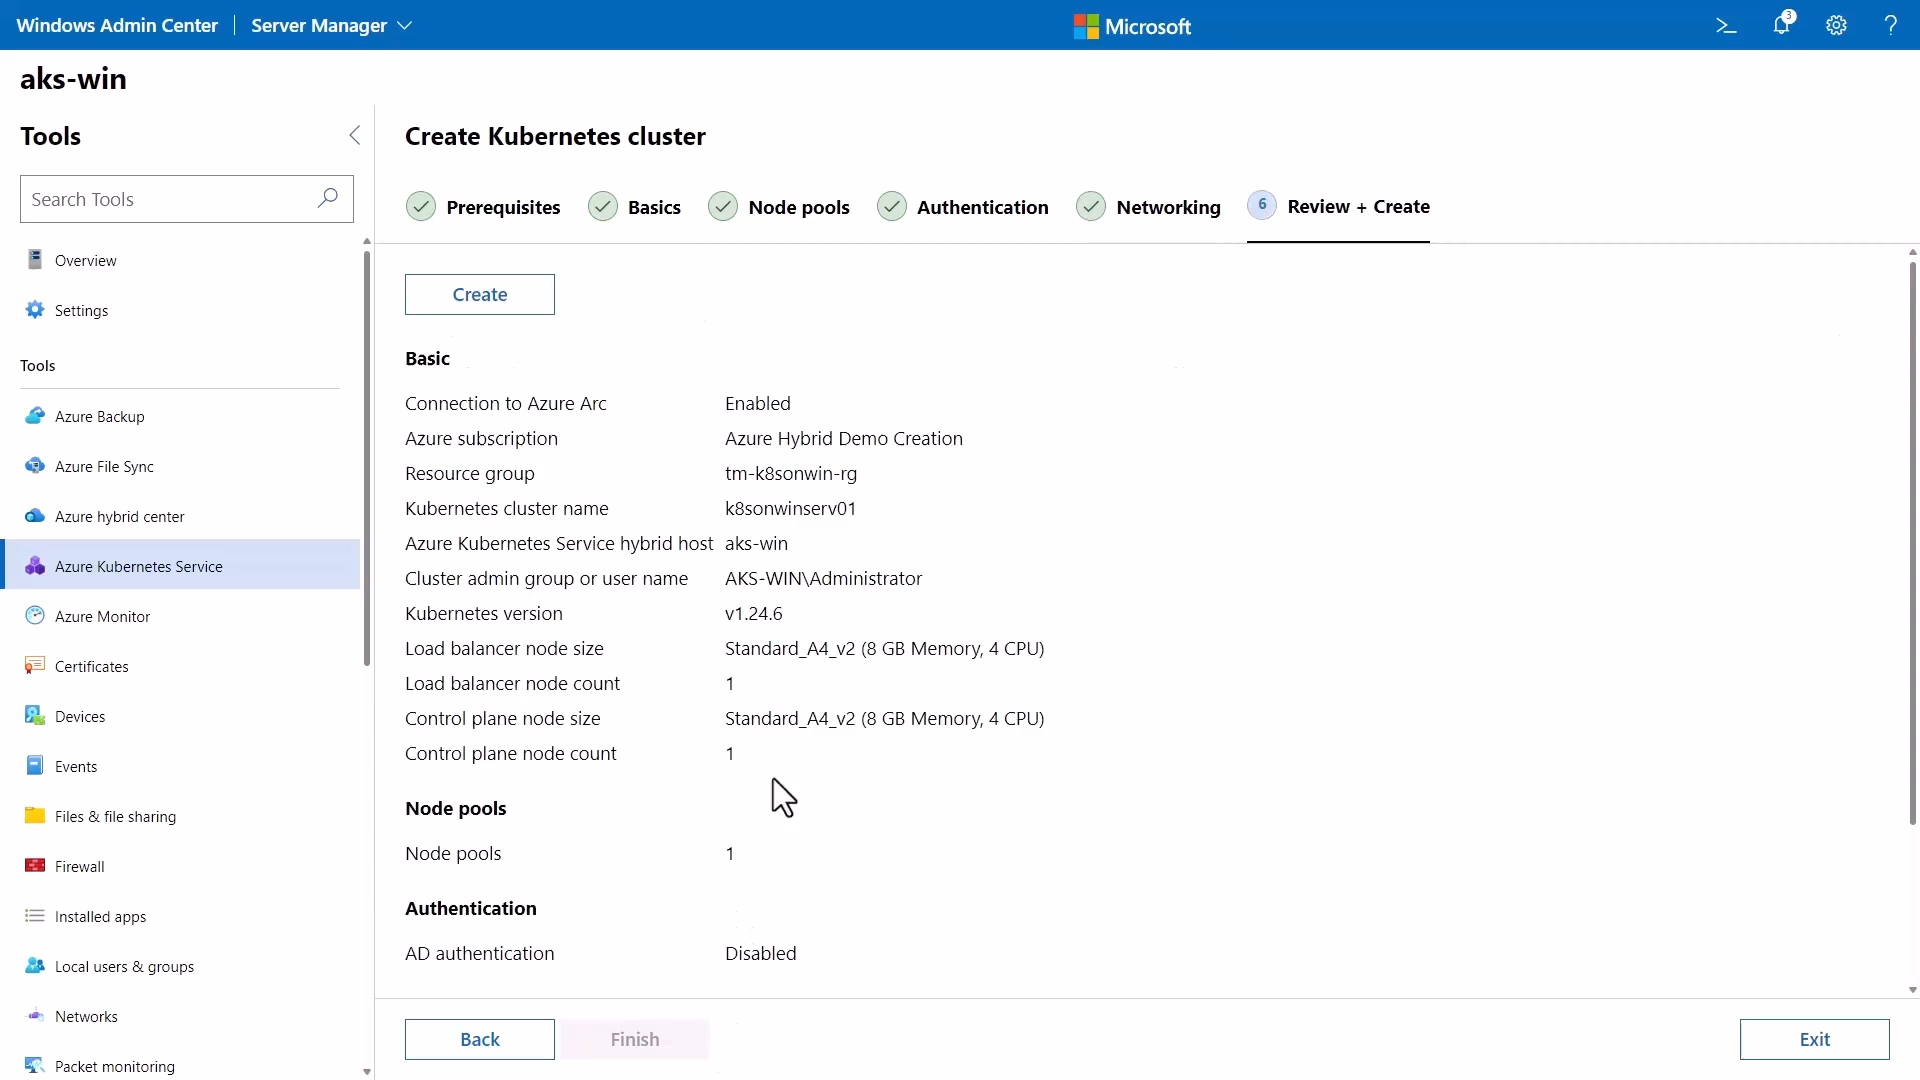 Windows Admin Center
Server Manager
Microsoft
3
?
aks-win
Tools
Search Tools
Overview
Settings
Tools
Azure Backup
Azure File Sync
Azure hybrid center
Azure Kubernetes Service
Azure Monitor
Certificates
Devices
Events
Files & file sharing
Firewall
Installed apps
Local users & groups
Networks
Packet monitoring
Create Kubernetes cluster
Prerequisites
Basics
Node pools
Authentication
Networking
6 Review + Create
Create
Basic
Connection to Azure Arc Enabled
Azure subscription Azure Hybrid Demo Creation
Resource group tm-k8sonwin-rg
Kubernetes cluster name k8sonwinserv01
Azure Kubernetes Service hybrid host aks-win
Cluster admin group or user name AKS-WIN\Administrator
Kubernetes version v1.24.6
Load balancer node size Standard_A4_v2 (8 GB Memory, 4 CPU)
Load balancer node count 1
Control plane node size Standard_A4_v2 (8 GB Memory, 4 CPU)
Control plane node count 1
Node pools
Node pools 1
Authentication
AD authentication Disabled
Back
Finish
Exit